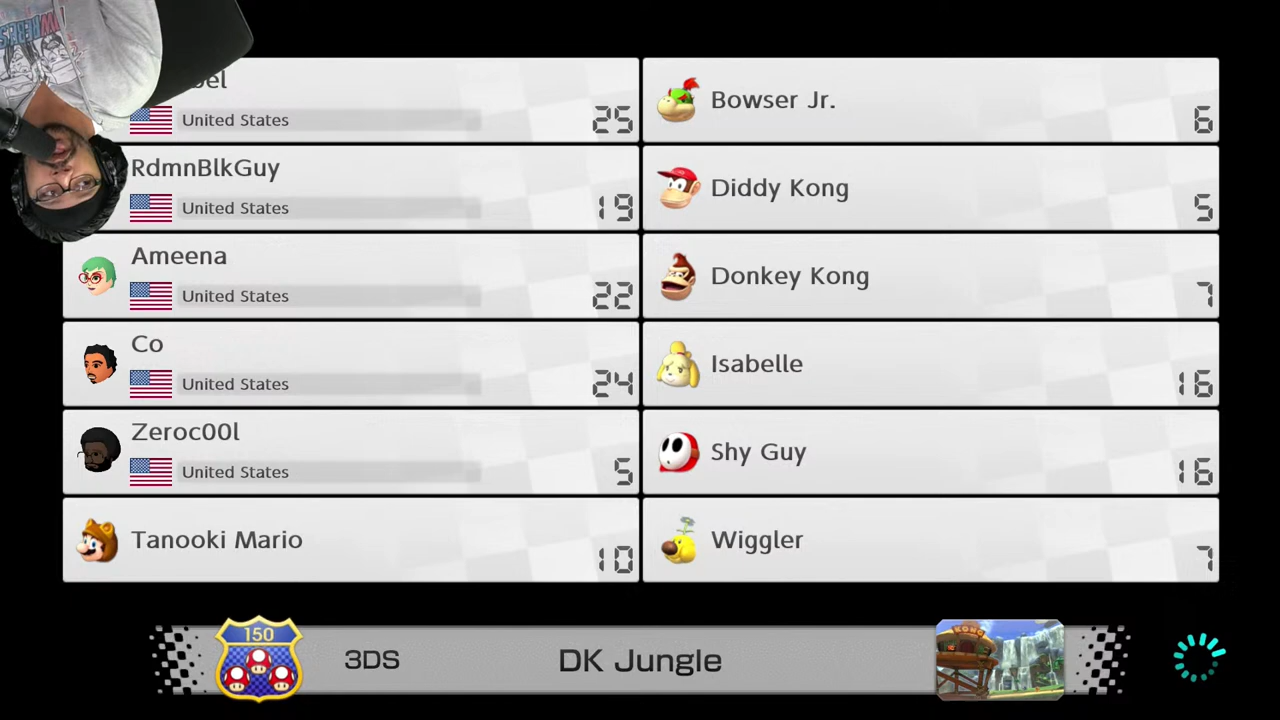 United States
25
RdmnBlkGuy
United States
19
Ameena
United States
22
Co
United States
24
Zeroc00l
United States
5
Tanooki Mario
10
Bowser Jr.
6
Diddy Kong
5
Donkey Kong
7
Isabelle
16
Shy Guy
16
Wiggler
7
150
3DS
DK Jungle
KONG